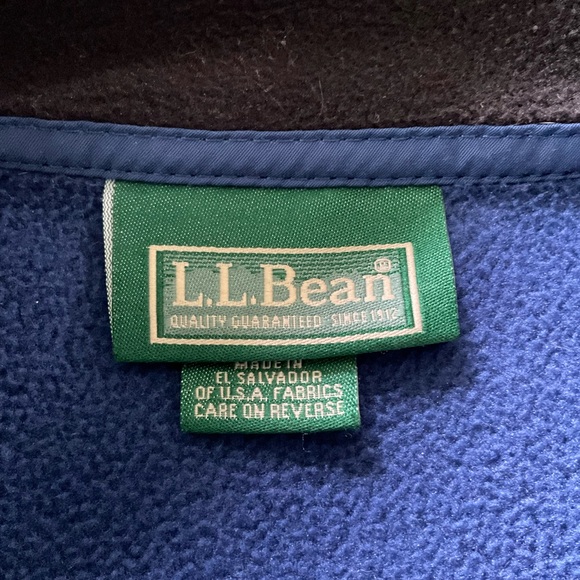 L.L.Bean®
QUALITY GUARANTEED SINCE 1912
MADE IN
EL SALVADOR
OF U.S.A. FABRICS
CARE ON REVERSE